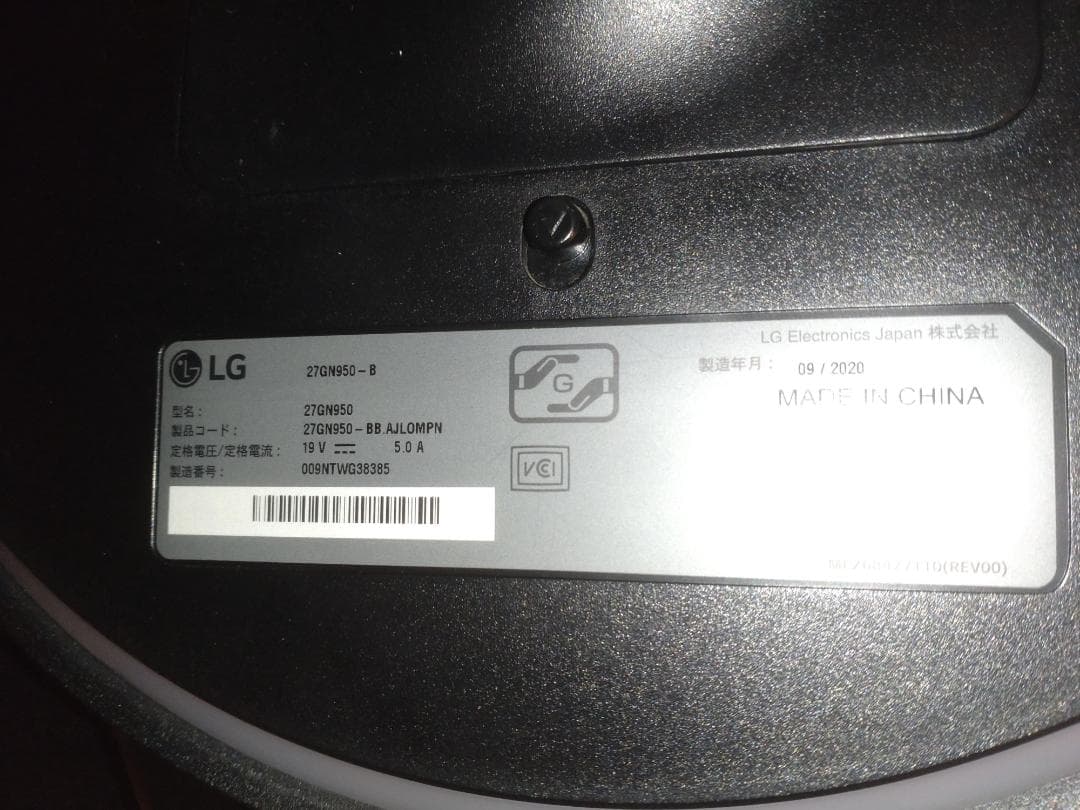 LG
27GN950-B
型名: 27GN950
製品コード: 27GN950-BB.AJLOMPN
定格電圧/定格電流: 19 V 5.0 A
製造番号: 009NTWG38385
G
VCCI
LG Electronics Japan 株式会社
製造年月: 09 / 2020
MADE IN CHINA
(REV00)